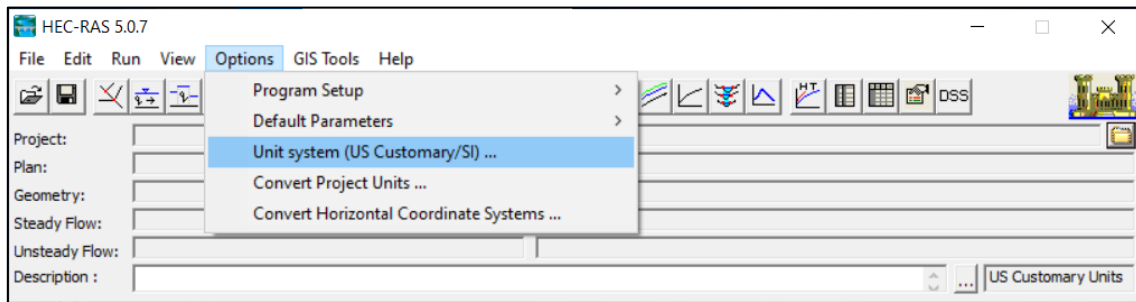 HEC-RAS 5.0.7
File Edit Run View Options GIS Tools Help
Program Setup
Default Parameters
Unit system (US Customary/SI) ...
Convert Project Units ...
Convert Horizontal Coordinate Systems ...
HT
DSS
Project:
Plan:
Geometry:
Steady Flow:
Unsteady Flow:
Description :
...
US Customary Units